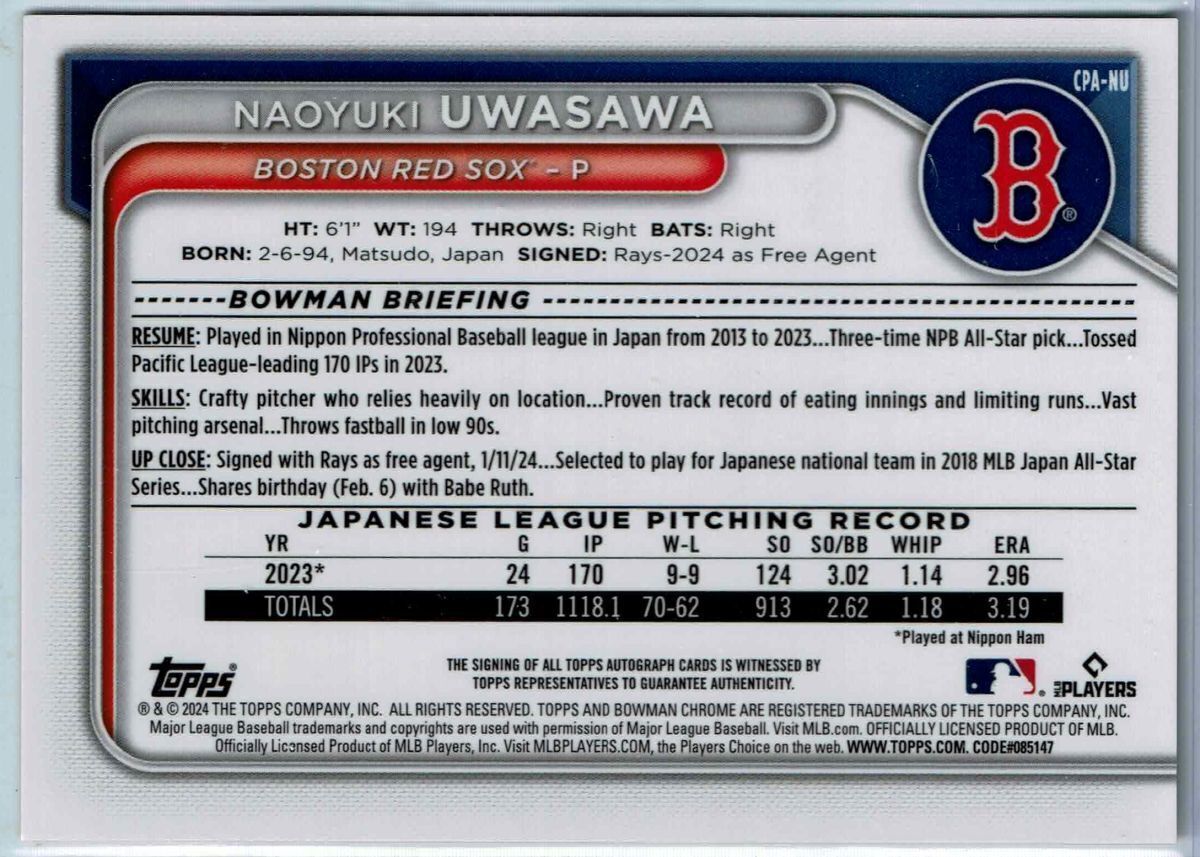 CPA-NU
NAOYUKI UWASAWA
BOSTON RED SOX™ - P
B®
HT: 6'1" WT: 194 THROWS: Right BATS: Right
BORN: 2-6-94, Matsudo, Japan SIGNED: Rays-2024 as Free Agent
-------BOWMAN BRIEFING
RESUME: Played in Nippon Professional Baseball league in Japan from 2013 to 2023...Three-time NPB All-Star pick...Tossed
Pacific League-leading 170 IPs in 2023.
SKILLS: Crafty pitcher who relies heavily on location...Proven track record of eating innings and limiting runs...Vast
pitching arsenal...Throws fastball in low 90s.
UP CLOSE: Signed with Rays as free agent, 1/11/24...Selected to play for Japanese national team in 2018 MLB Japan All-Star
Series...Shares birthday (Feb. 6) with Babe Ruth.
JAPANESE LEAGUE PITCHING RECORD
YR G IP W-L SO SO/BB WHIP ERA
2023* 24 170 9-9 124 3.02 1.14 2.96
TOTALS 173 1118.1 70-62 913 2.62 1.18 3.19
*Played at Nippon Ham
Topps®
THE SIGNING OF ALL TOPPS AUTOGRAPH CARDS IS WITNESSED BY
TOPPS REPRESENTATIVES TO GUARANTEE AUTHENTICITY.
MLB PLAYERS
® & © 2024 THE TOPPS COMPANY, INC. ALL RIGHTS RESERVED. TOPPS AND BOWMAN CHROME ARE REGISTERED TRADEMARKS OF THE TOPPS COMPANY, INC.
Major League Baseball trademarks and copyrights are used with permission of Major League Baseball. Visit MLB.com. OFFICIALLY LICENSED PRODUCT OF MLB.
Officially Licensed Product of MLB Players, Inc. Visit MLBPLAYERS.COM, the Players Choice on the web. WWW.TOPPS.COM. CODE#085147